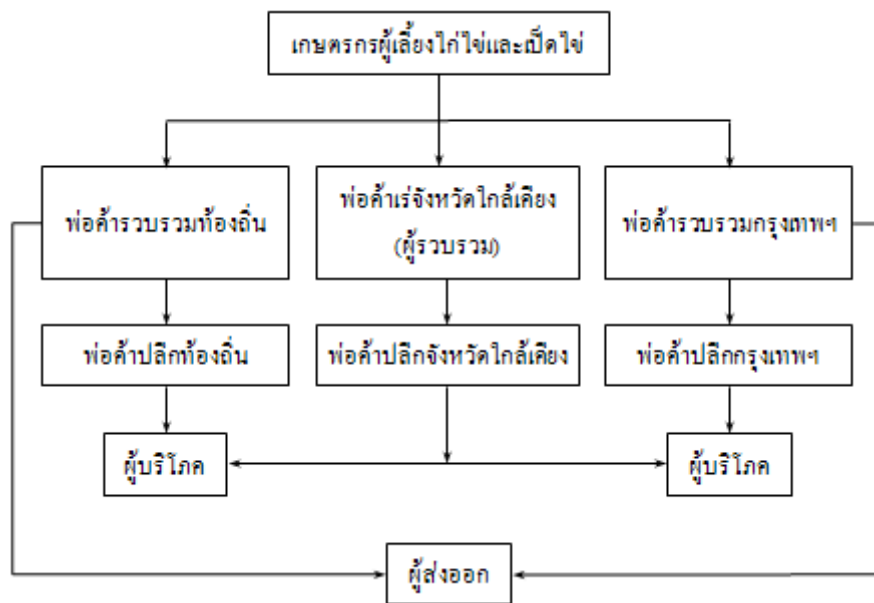 เกษตรกรผู้เลี้ยงไก่ไข่และเป็ดไข่
พ่อค้ารวบรวมท้องถิ่น
พ่อค้าเร่จังหวัดใกล้เคียง
(ผู้รวบรวม)
พ่อค้ารวบรวมกรุงเทพฯ
พ่อค้าปลีกท้องถิ่น
พ่อค้าปลีกจังหวัดใกล้เคียง
พ่อค้าปลีกกรุงเทพฯ
ผู้บริโภค
ผู้บริโภค
ผู้ส่งออก